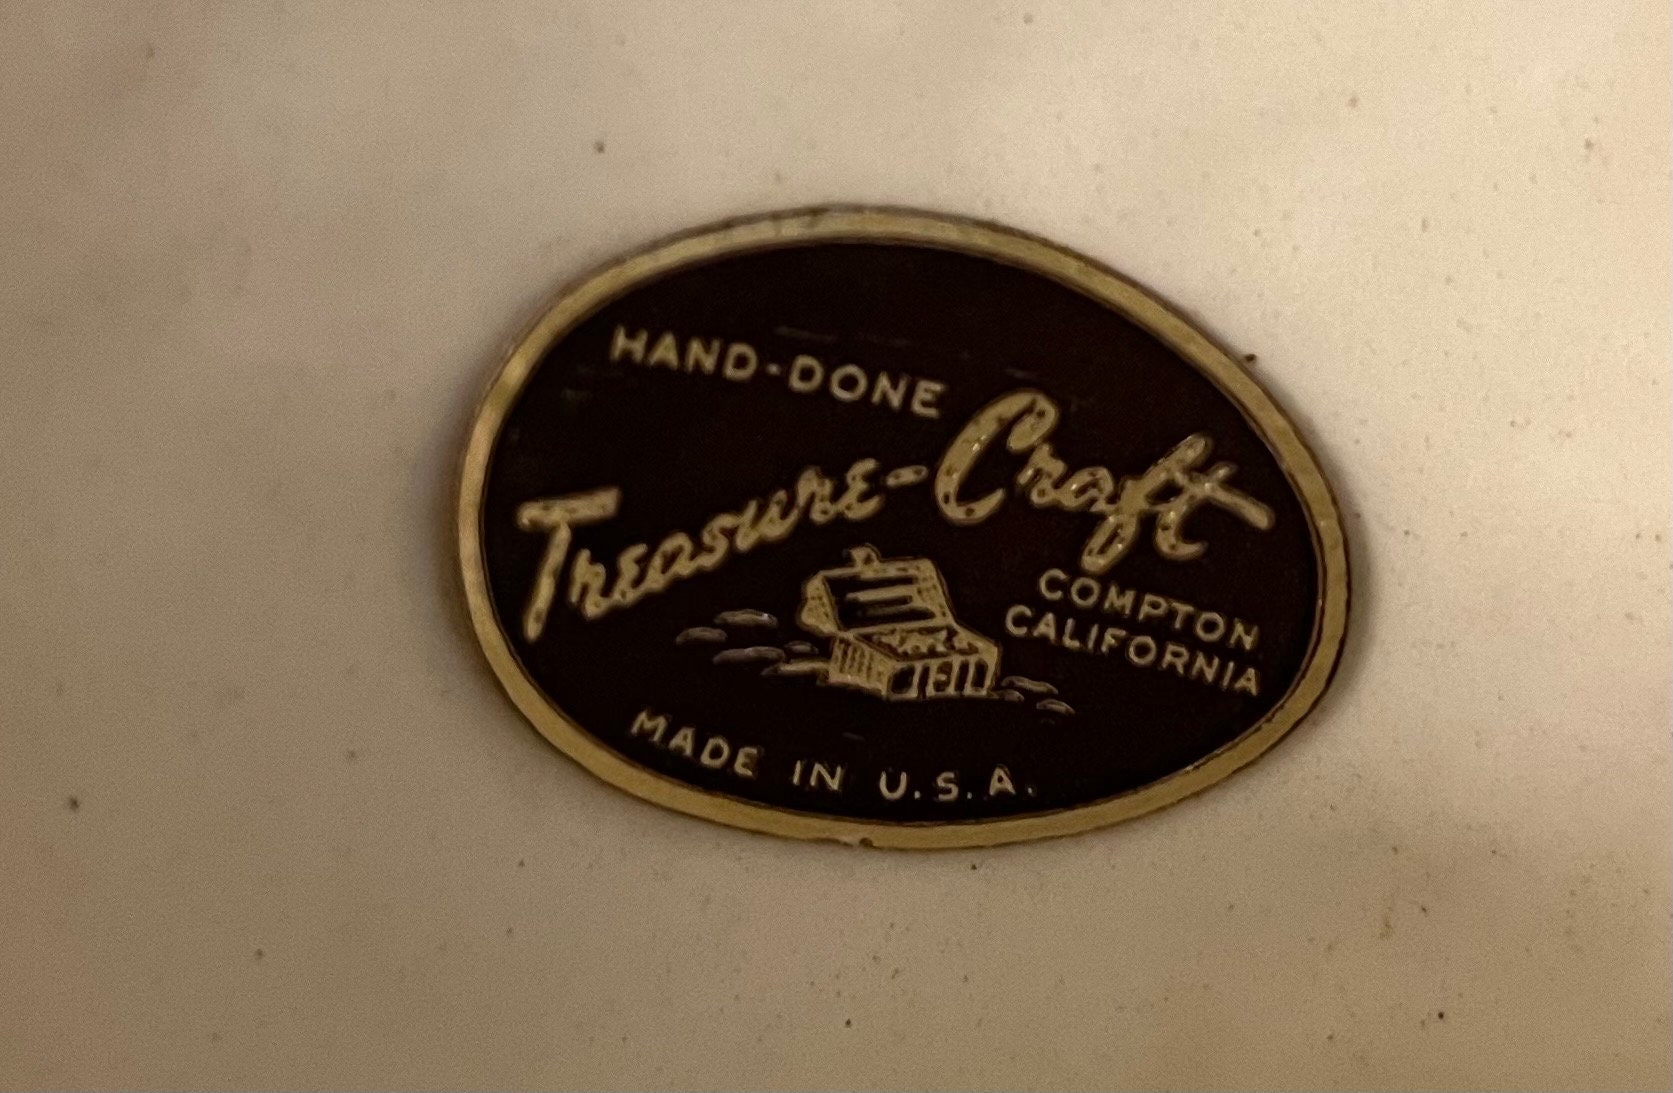 HAND-DONE
Treasure-Craft
COMPTON
CALIFORNIA
MADE IN U.S.A.